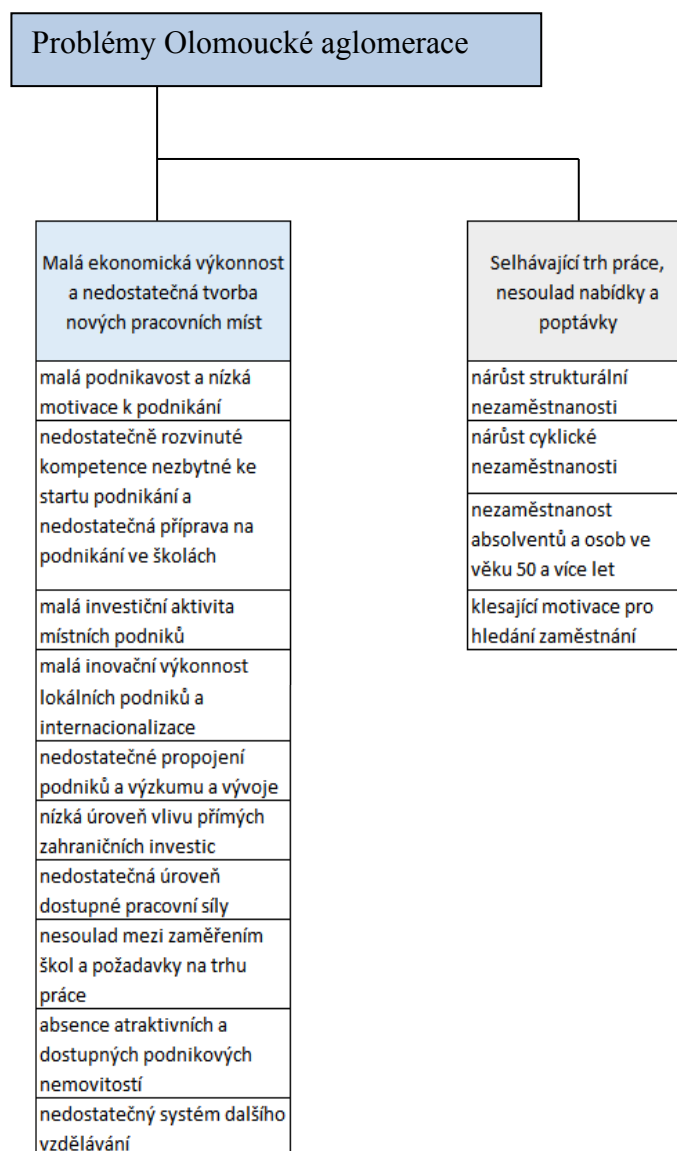 Problémy Olomoucké aglomerace
Malá ekonomická výkonnost
a nedostatečná tvorba
nových pracovních míst
malá podnikavost a nízká
motivace k podnikání
nedostatečně rozvinuté
kompetence nezbytné ke
startu podnikání a
nedostatečná příprava na
podnikání ve školách
malá investiční aktivita
místních podniků
malá inovační výkonnost
lokálních podniků a
internacionalizace
nedostatečné propojení
podniků a výzkumu a vývoje
nízká úroveň vlivu přímých
zahraničních investic
nedostatečná úroveň
dostupné pracovní síly
nesoulad mezi zaměřením
škol a požadavky na trhu
práce
absence atraktivních a
dostupných podnikových
nemovitostí
nedostatečný systém dalšího
vzdělávání
Selhávající trh práce,
nesoulad nabídky a
poptávky
nárůst strukturální
nezaměstnanosti
nárůst cyklické
nezaměstnanosti
nezaměstnanost
absolventů a osob ve
věku 50 a více let
klesající motivace pro
hledání zaměstnání